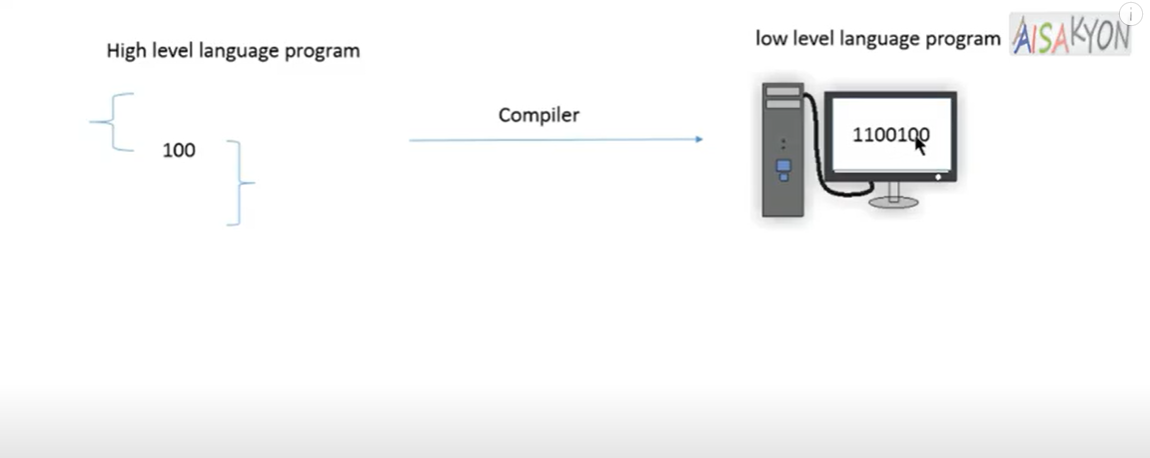 High level language program
low level language program
AISAKYON
i
Compiler
100
1100100